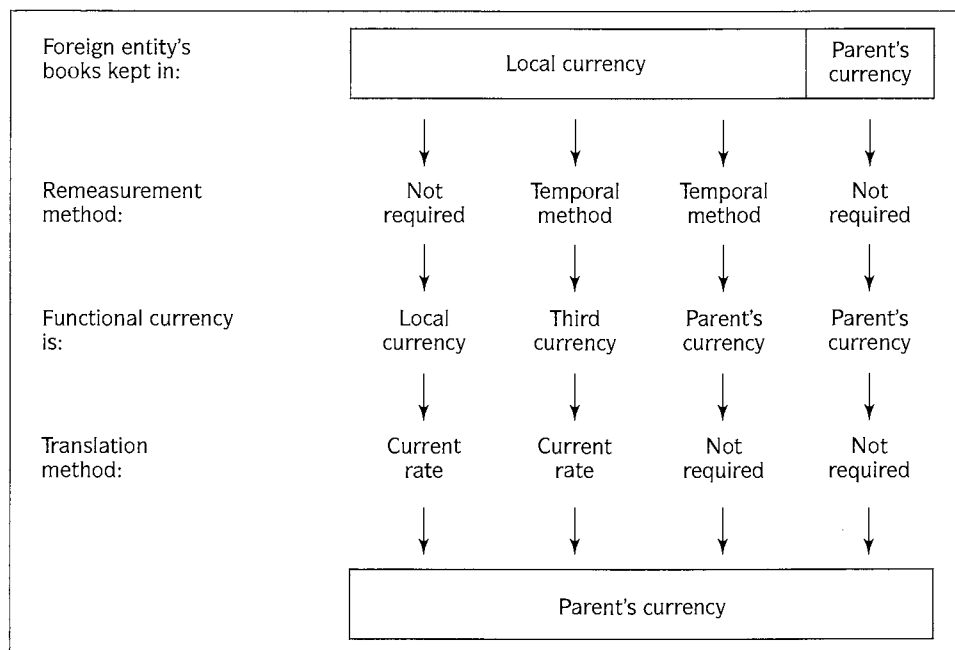 Foreign entity's
books kept in:
Local currency
Parent's
currency
Remeasurement
method:
Not
required
Temporal
method
Temporal
method
Not
required
Functional currency
is:
Local
currency
Third
currency
Parent's
currency
Parent's
currency
Translation
method:
Current
rate
Current
rate
Not
required
Not
required
Parent's currency